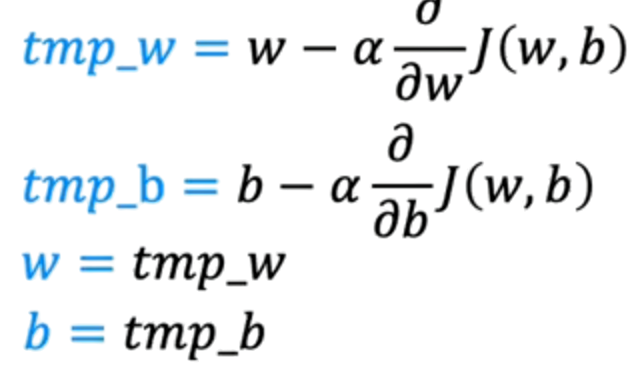 tmp_w = w − α ∂/∂w J(w, b)
tmp_b = b − α ∂/∂b J(w, b)
w = tmp_w
b = tmp_b